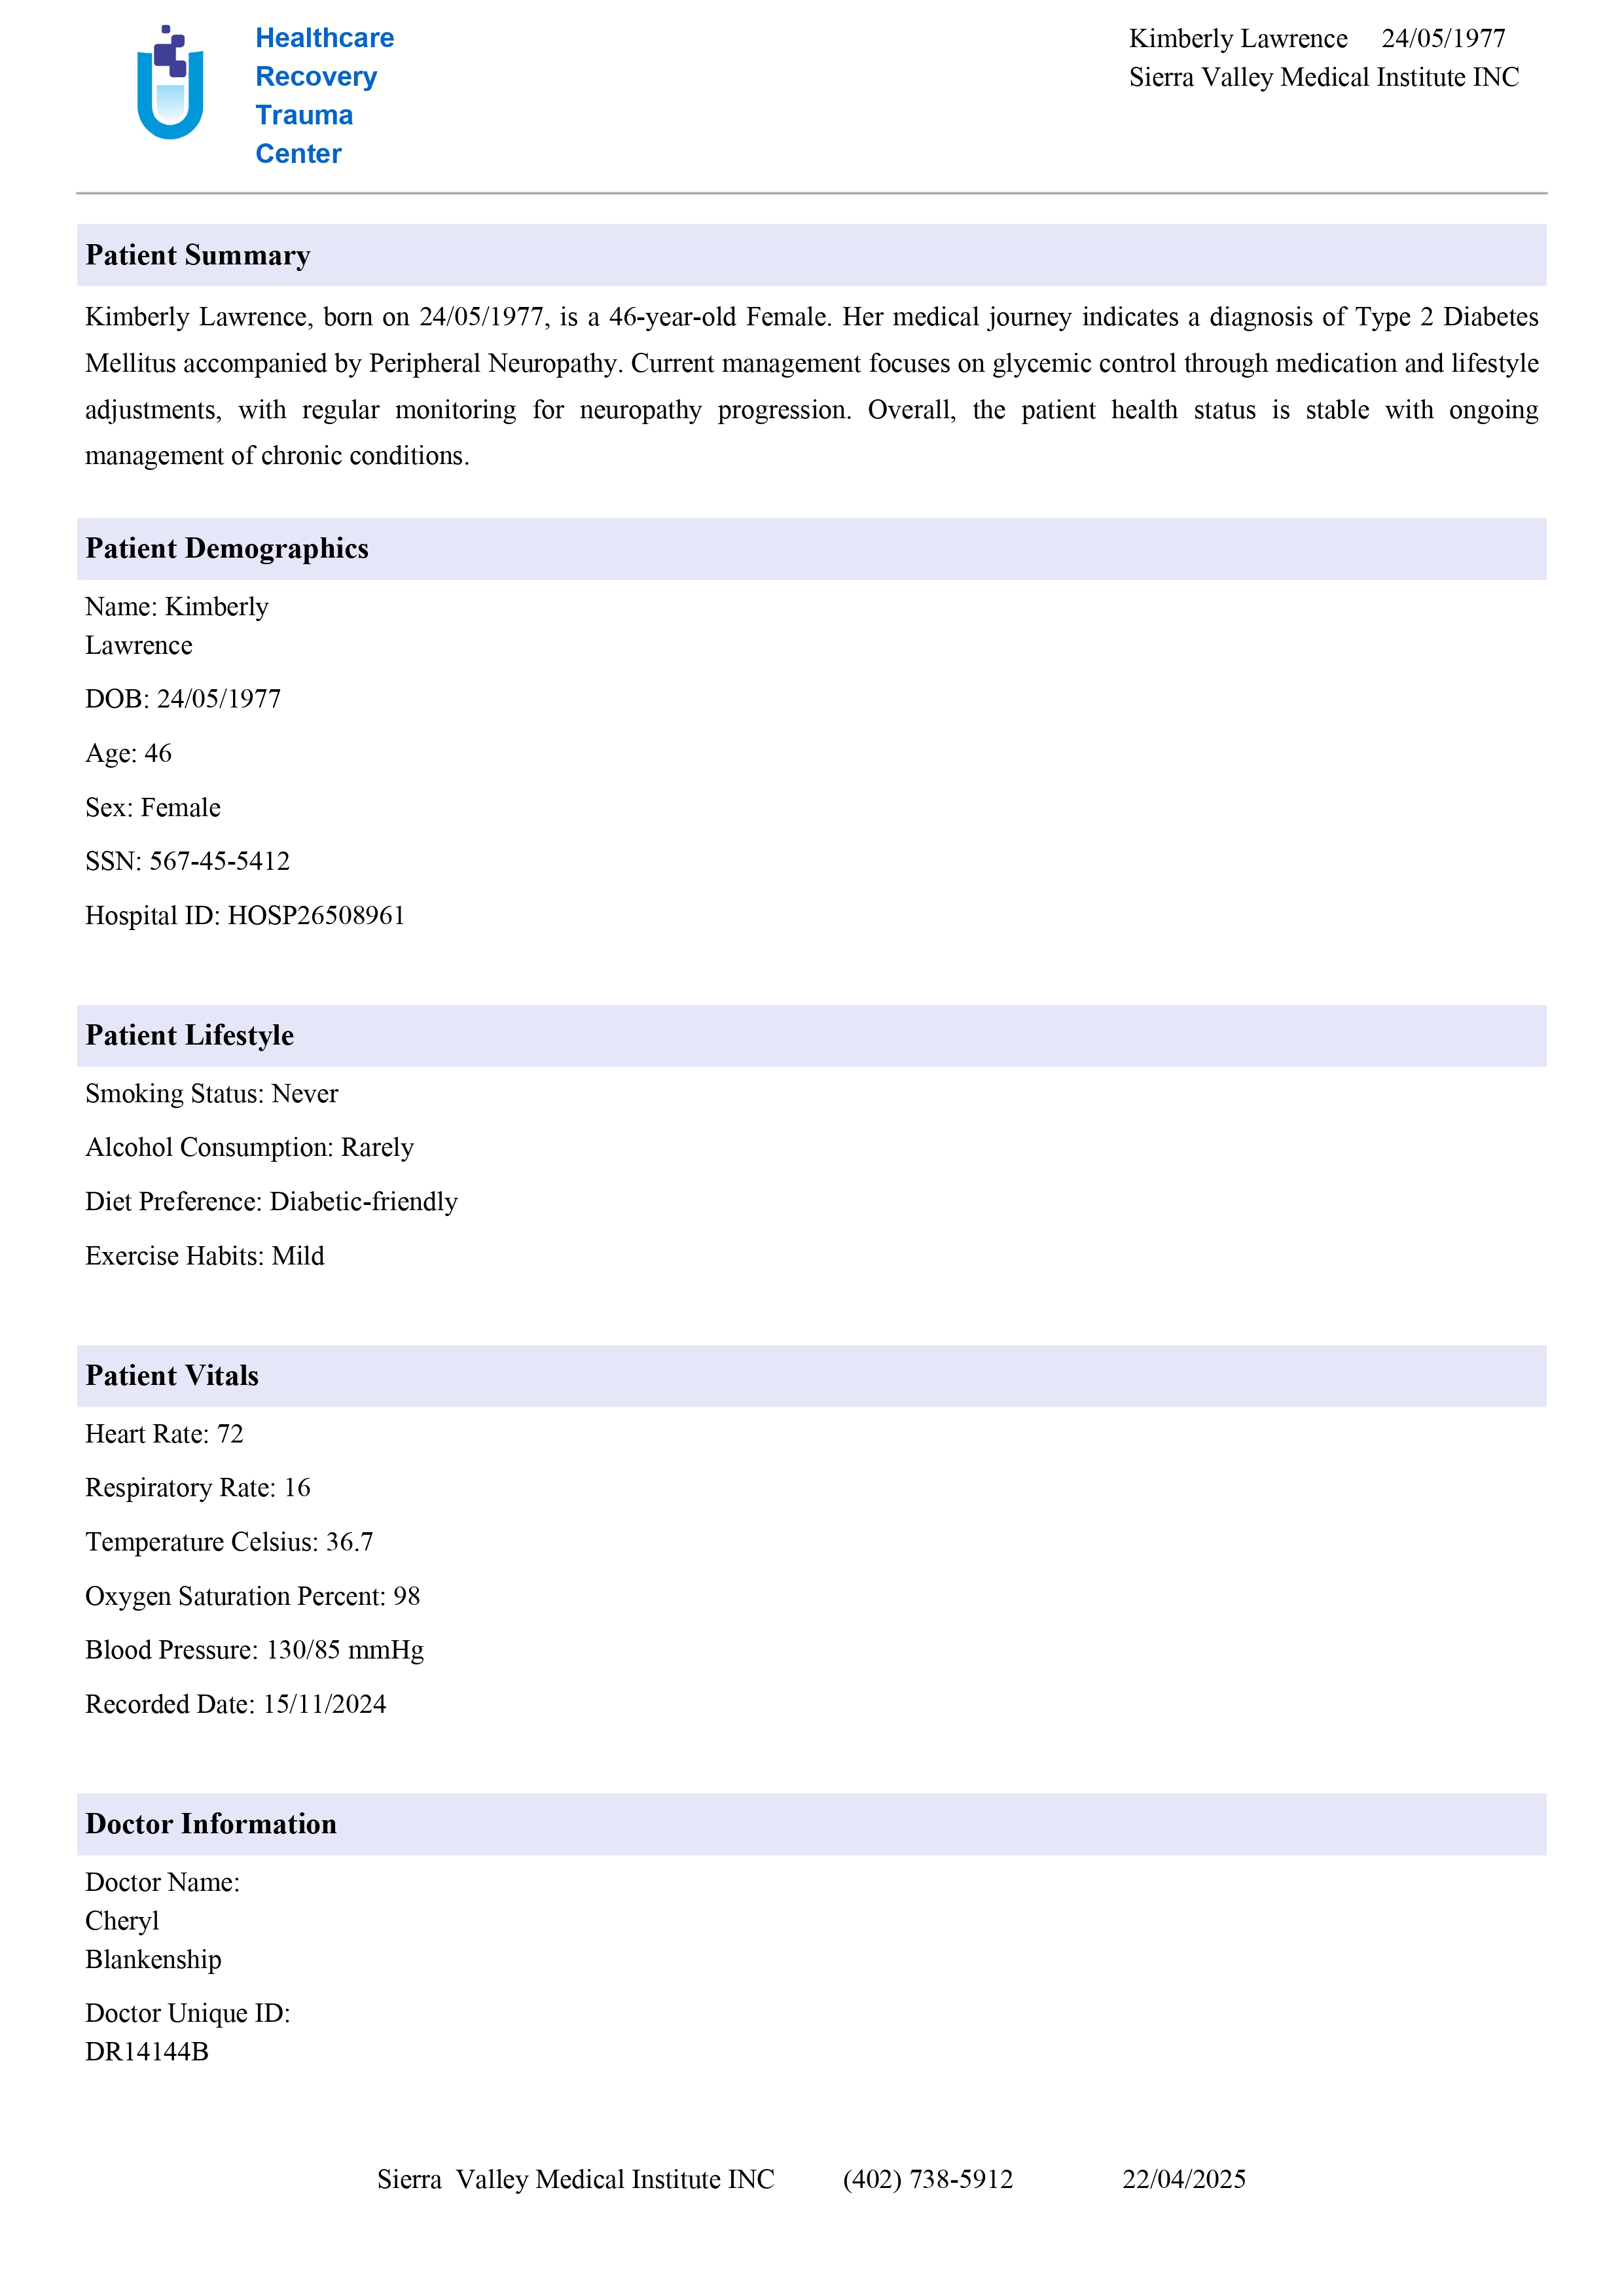 Healthcare
Recovery
Trauma
Center
Kimberly Lawrence 24/05/1977
Sierra Valley Medical Institute INC
Patient Summary
Kimberly Lawrence, born on 24/05/1977, is a 46-year-old Female. Her medical journey indicates a diagnosis of Type 2 Diabetes
Mellitus accompanied by Peripheral Neuropathy. Current management focuses on glycemic control through medication and lifestyle
adjustments, with regular monitoring for neuropathy progression. Overall, the patient health status is stable with ongoing
management of chronic conditions.
Patient Demographics
Name: Kimberly
Lawrence
DOB: 24/05/1977
Age: 46
Sex: Female
SSN: 567-45-5412
Hospital ID: HOSP26508961
Patient Lifestyle
Smoking Status: Never
Alcohol Consumption: Rarely
Diet Preference: Diabetic-friendly
Exercise Habits: Mild
Patient Vitals
Heart Rate: 72
Respiratory Rate: 16
Temperature Celsius: 36.7
Oxygen Saturation Percent: 98
Blood Pressure: 130/85 mmHg
Recorded Date: 15/11/2024
Doctor Information
Doctor Name:
Cheryl
Blankenship
Doctor Unique ID:
DR14144B
Sierra Valley Medical Institute INC (402) 738-5912 22/04/2025